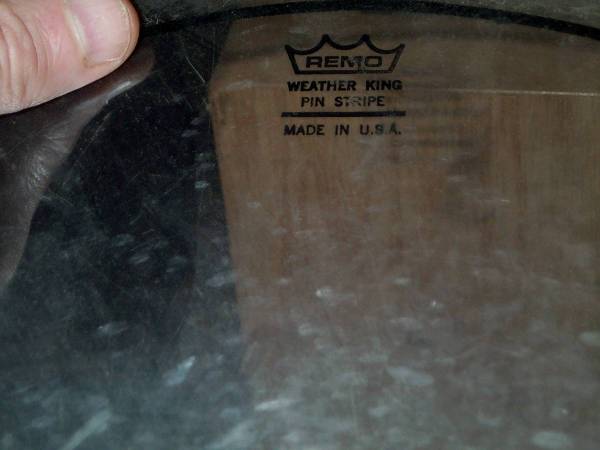 REMO
WEATHER KING
PIN STRIPE
MADE IN U.S.A.